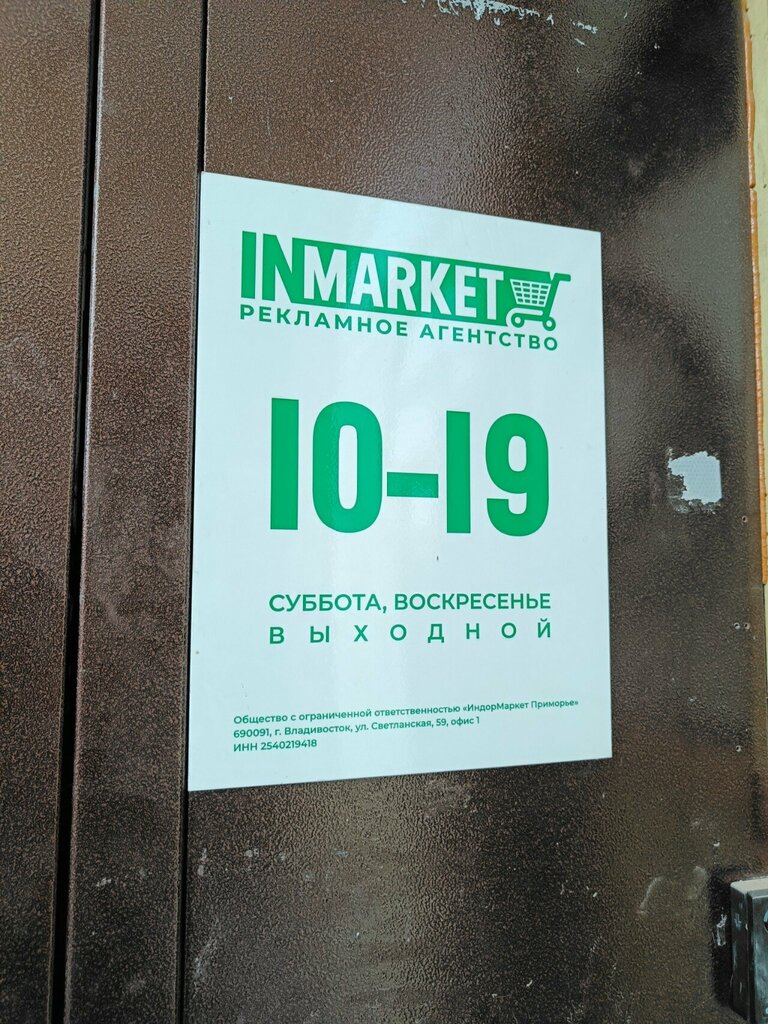 INMARKET
РЕКЛАМНОЕ АГЕНТСТВО
10-19
СУББОТА, ВОСКРЕСЕНЬЕ
ВЫХОДНОЙ
Общество с ограниченной ответственностью «ИндорМаркет Приморье»
690091, г. Владивосток, ул. Светланская, 59, офис 1
ИНН 2540219418